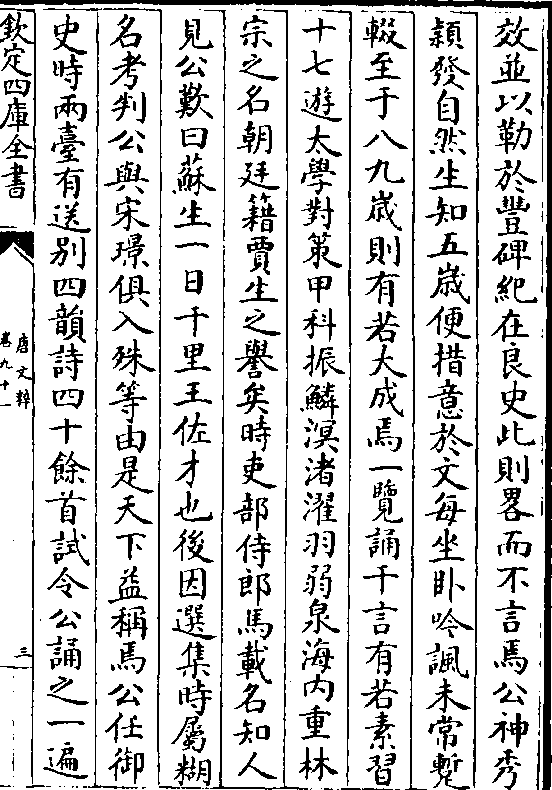 效並以勒於豐碑紀在良史此則畧而不言焉公神秀
穎發自然生知五歲便措意於文每坐卧吟諷未常蹔
輟至于八九歲則有若大成焉一覽誦千言有若素習
十七遊太學對策甲科振鱗溟渚濯羽弱泉海內重林
宗之名朝廷籍賈生之譽矣時吏部侍郎馬載名知人
見公歎曰蘇生一日千里王佐才也後因選集時屬糊
名考判公與宋璟俱入殊等由是天下益稱焉公任御
史時兩臺有送别四韻詩四十餘首試令公誦之一遍
欽定四庫全書
唐文粹
卷九十一
三